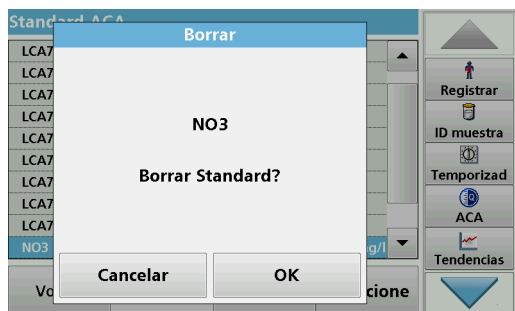 Standard ACA
Borrar
LCA7
LCA7
LCA7
LCA7
LCA7
LCA7
LCA7
LCA7
LCA7
NO3
g/l
NO3
Borrar Standard?
Cancelar
OK
Vo
cione
Registrar
ID muestra
Temporizad
ACA
Tendencias